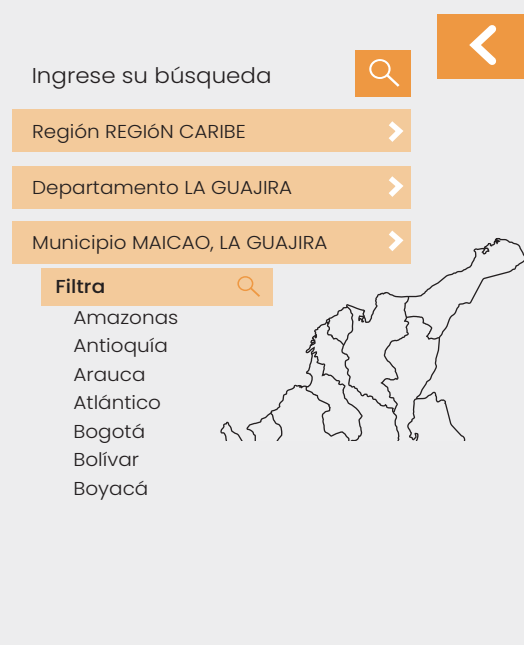 Ingrese su búsqueda
Región REGIóN CARIBE
Departamento LA GUAJIRA
Municipio MAICAO, LA GUAJIRA
Filtra
Amazonas
Antioquía
Arauca
Atlántico
Bogotá
Bolívar
Boyacá